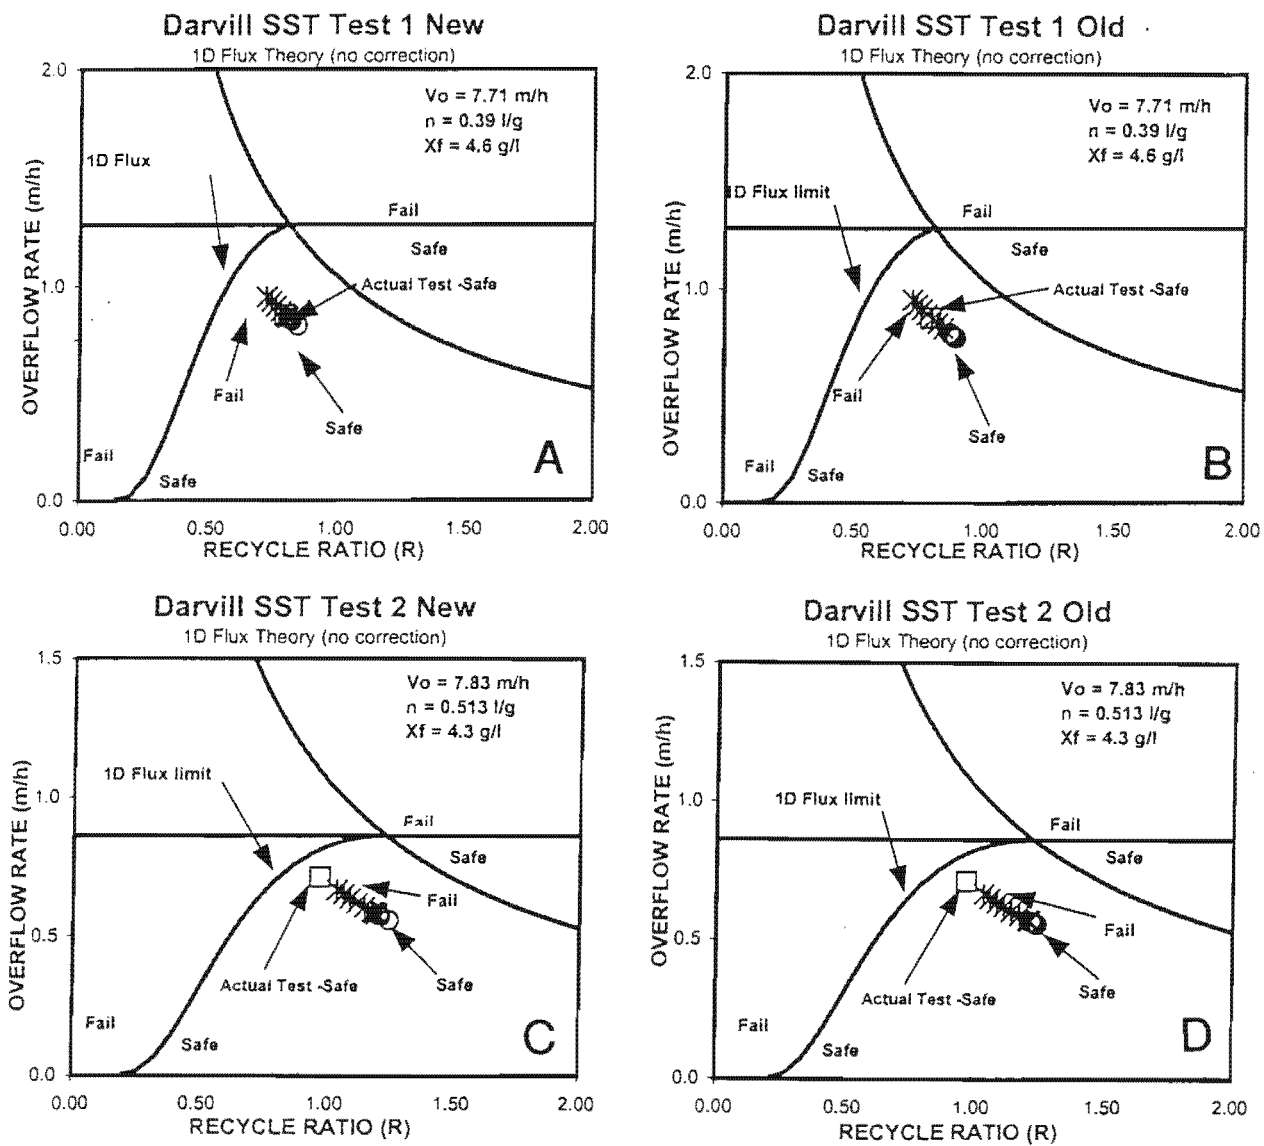 Darvill SST Test 1 New
1D Flux Theory (no correction)
2.0
1.0
0.0
OVERFLOW RATE (m/h)
Vo = 7.71 m/h
n = 0.39 l/g
Xf = 4.6 g/l
1D Flux
Fail
Safe
Actual Test -Safe
Fail
Safe
Fail
Safe
A
0.00 0.50 1.00 1.50 2.00
RECYCLE RATIO (R)
Darvill SST Test 1 Old
1D Flux Theory (no correction)
2.0
1.0
0.0
OVERFLOW RATE (m/h)
Vo = 7.71 m/h
n = 0.39 l/g
Xf = 4.6 g/l
1D Flux limit
Fail
Safe
Actual Test -Safe
Fail
Safe
Fail
Safe
B
0.00 0.50 1.00 1.50 2.00
RECYCLE RATIO (R)
Darvill SST Test 2 New
1D Flux Theory (no correction)
1.5
1.0
0.5
0.0
OVERFLOW RATE (m/h)
Vo = 7.83 m/h
n = 0.513 l/g
Xf = 4.3 g/l
1D Flux limit
Fail
Safe
Fail
Actual Test -Safe
Safe
Fail
Safe
C
0.00 0.50 1.00 1.50 2.00
RECYCLE RATIO (R)
Darvill SST Test 2 Old
1D Flux Theory (no correction)
1.5
1.0
0.5
0.0
OVERFLOW RATE (m/h)
Vo = 7.83 m/h
n = 0.513 l/g
Xf = 4.3 g/l
1D Flux limit
Fail
Safe
Fail
Actual Test -Safe
Safe
Fail
Safe
D
0.00 0.50 1.00 1.50 2.00
RECYCLE RATIO (R)